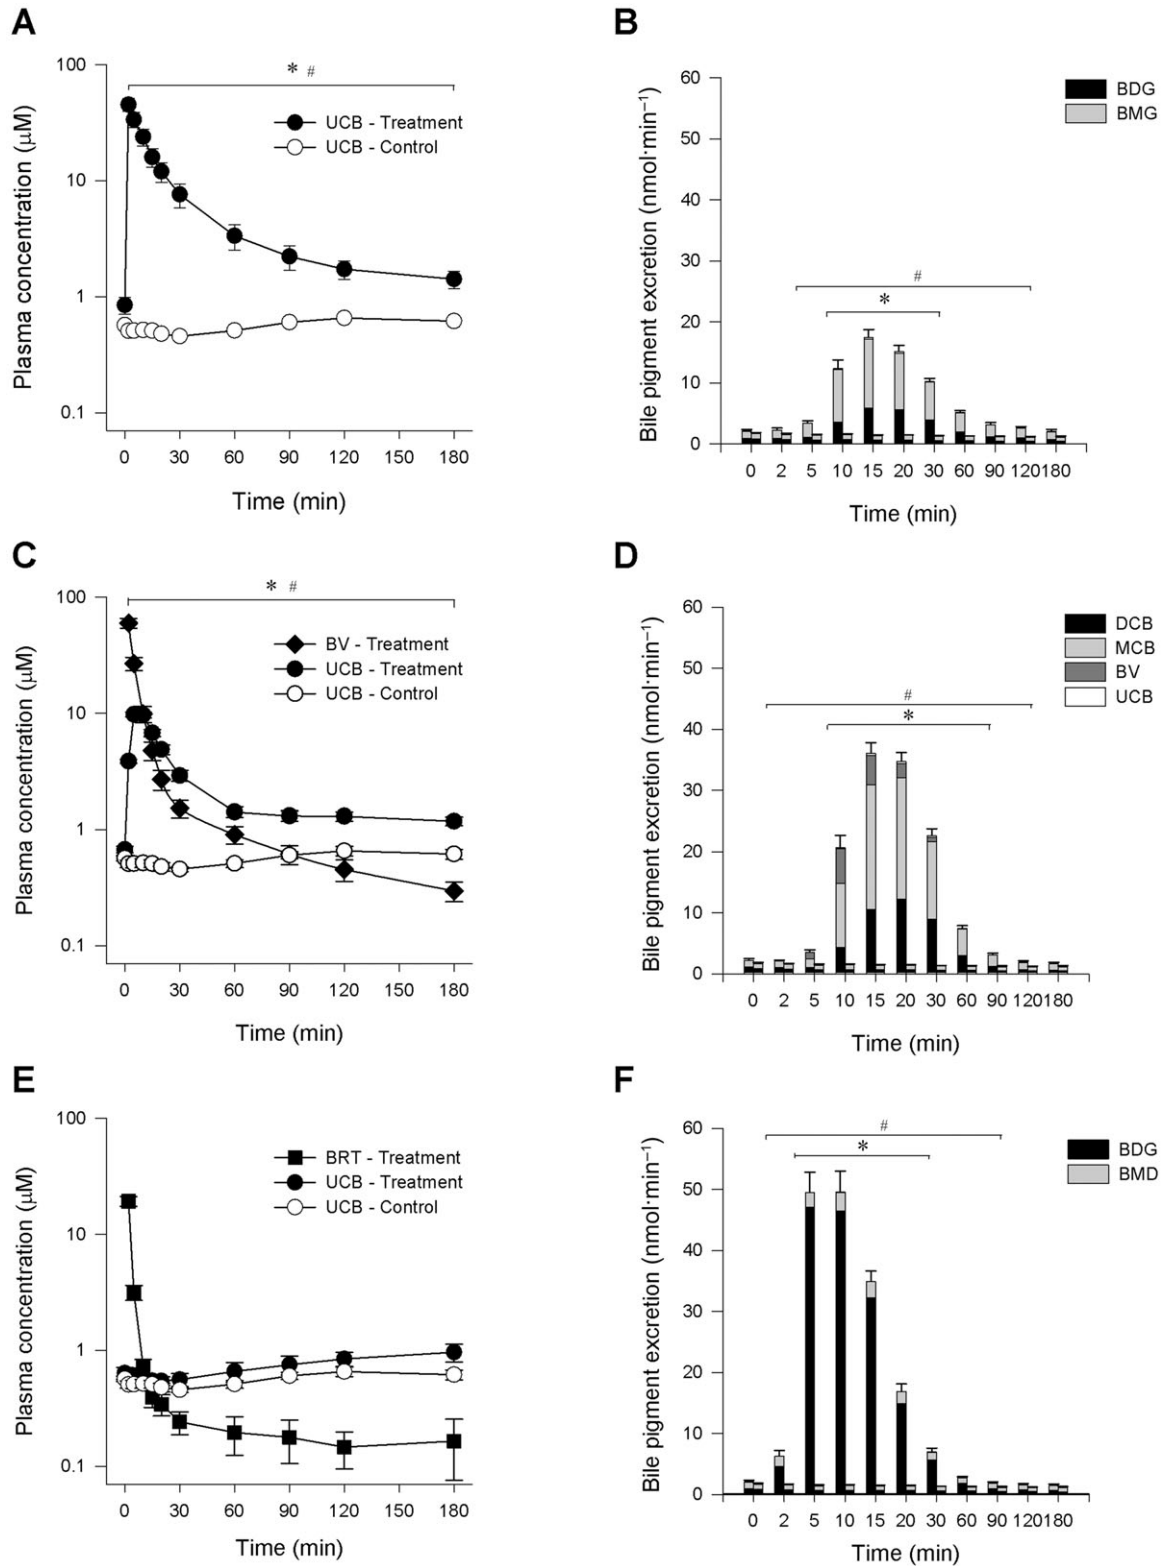 A
Plasma concentration (μM)
100
10
1
0.1
* #
UCB - Treatment
UCB - Control
0 30 60 90 120 150 180
Time (min)
B
Bile pigment excretion (nmol·min⁻¹)
60
50
40
30
20
10
0
BDG
BMG
#
*
0 2 5 10 15 20 30 60 90 120 180
Time (min)
C
Plasma concentration (μM)
100
10
1
0.1
* #
BV - Treatment
UCB - Treatment
UCB - Control
0 30 60 90 120 150 180
Time (min)
D
Bile pigment excretion (nmol·min⁻¹)
60
50
40
30
20
10
0
DCB
MCB
BV
UCB
#
*
0 2 5 10 15 20 30 60 90 120 180
Time (min)
E
Plasma concentration (μM)
100
10
1
0.1
BRT - Treatment
UCB - Treatment
UCB - Control
0 30 60 90 120 150 180
Time (min)
F
Bile pigment excretion (nmol·min⁻¹)
60
50
40
30
20
10
0
BDG
BMD
#
*
0 2 5 10 15 20 30 60 90 120 180
Time (min)